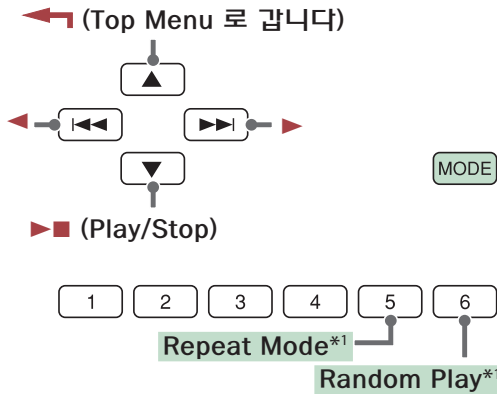 (Top Menu 로 갑니다)
MODE
(Play/Stop)
1 2 3 4 5 6
Repeat Mode*1
Random Play*1